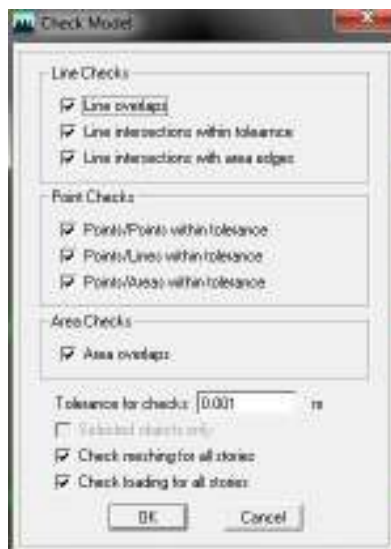 Check Model
Line Checks
Line overlaps
Line intersections within tolerance
Line intersections with area edges
Point Checks
Points/Points within tolerance
Points/Lines within tolerance
Points/Areas within tolerance
Area Checks
Area overlaps
Tolerance for checks 0.001 m
Selected objects only
Check meshing for all stories
Check loading for all stories
OK Cancel